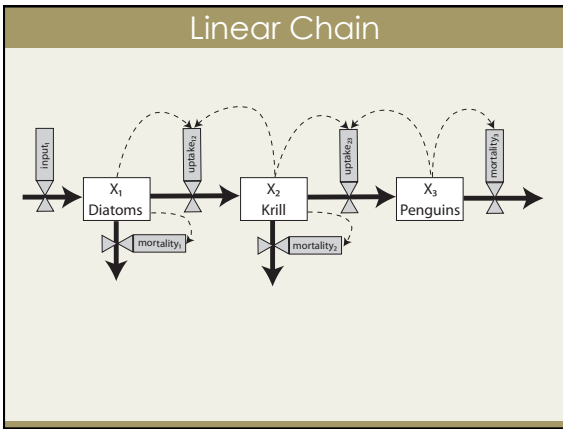 Linear Chain
input₁
uptake₁₂
uptake₂₃
mortality₃
X₁
Diatoms
X₂
Krill
X₃
Penguins
mortality₁
mortality₂